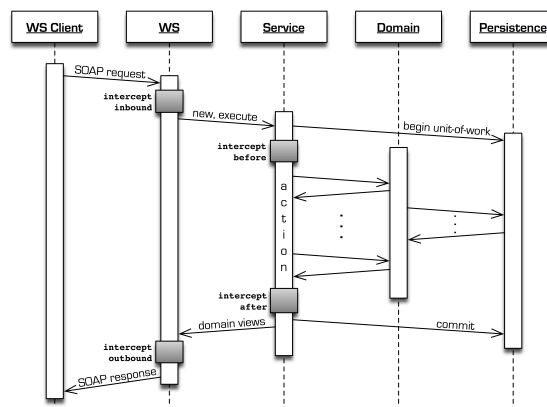 WS Client
WS
Service
Domain
Persistence
SOAP request
intercept
inbound
new, execute
begin unit-of-work
intercept
before
action
intercept
after
domain views
commit
intercept
outbound
SOAP response